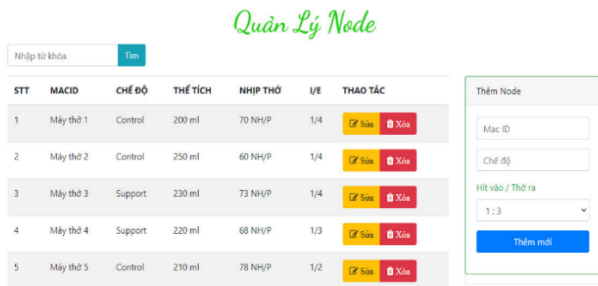 Quản Lý Node
Nhập từ khóa Tìm
STT MACID CHẾ ĐỘ THỂ TÍCH NHỊP THỞ I/E THAO TÁC
1 Máy thở 1 Control 200 ml 70 NH/P 1/4 Sửa Xóa
2 Máy thở 2 Control 250 ml 60 NH/P 1/4 Sửa Xóa
3 Máy thở 3 Support 230 ml 73 NH/P 1/4 Sửa Xóa
4 Máy thở 4 Support 220 ml 68 NH/P 1/3 Sửa Xóa
5 Máy thở 5 Control 210 ml 78 NH/P 1/2 Sửa Xóa
Thêm Node
Mac ID
Chế độ
Hít vào / Thở ra
1 : 3
Thêm mới